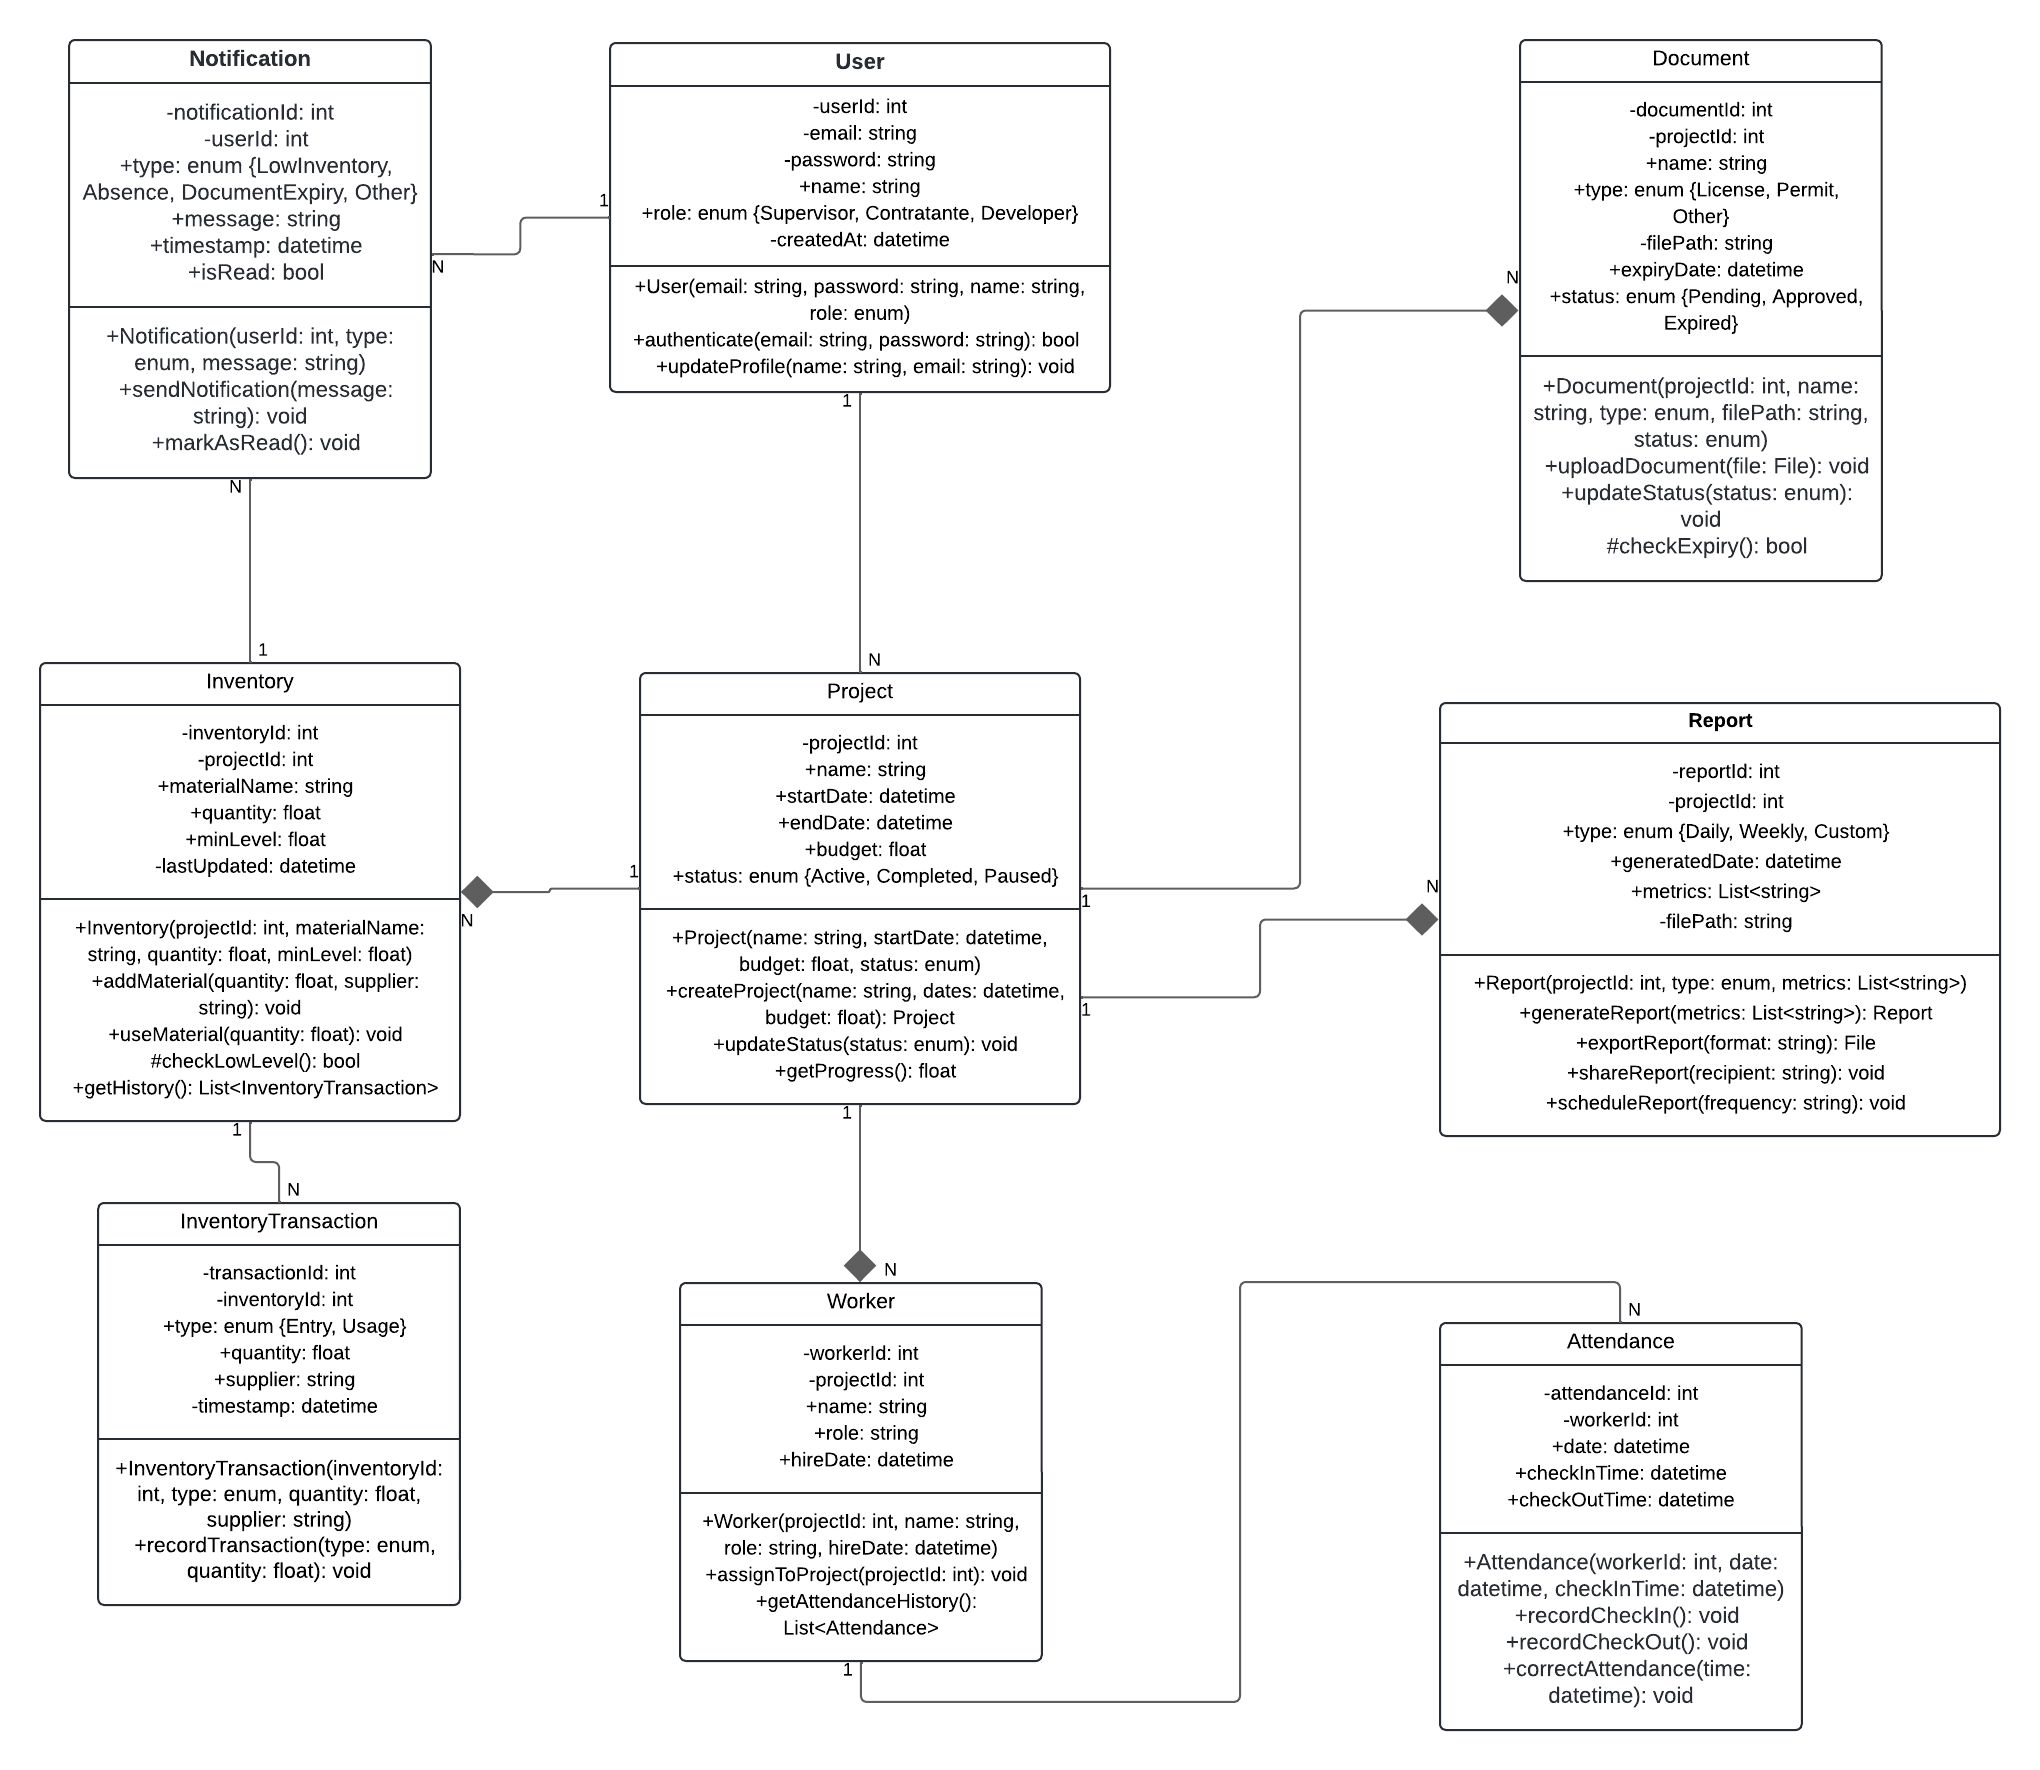 Notification
-notificationId: int
-userId: int
+type: enum {LowInventory,
Absence, DocumentExpiry, Other}
+message: string
+timestamp: datetime
+isRead: bool
+Notification(userId: int, type:
enum, message: string)
+sendNotification(message:
string): void
+markAsRead(): void
N
N
User
-userId: int
-email: string
-password: string
+name: string
+role: enum {Supervisor, Contratante, Developer}
-createdAt: datetime
+User(email: string, password: string, name: string,
role: enum)
+authenticate(email: string, password: string): bool
+updateProfile(name: string, email: string): void
1
1
Document
-documentId: int
-projectId: int
+name: string
+type: enum {License, Permit,
Other}
-filePath: string
+expiryDate: datetime
+status: enum {Pending, Approved,
Expired}
+Document(projectId: int, name:
string, type: enum, filePath: string,
status: enum)
+uploadDocument(file: File): void
+updateStatus(status: enum):
void
#checkExpiry(): bool
N
1
Inventory
-inventoryId: int
-projectId: int
+materialName: string
+quantity: float
+minLevel: float
-lastUpdated: datetime
+Inventory(projectId: int, materialName:
string, quantity: float, minLevel: float)
+addMaterial(quantity: float, supplier:
string): void
+useMaterial(quantity: float): void
#checkLowLevel(): bool
+getHistory(): List<InventoryTransaction>
N
1
N
Project
-projectId: int
+name: string
+startDate: datetime
+endDate: datetime
+budget: float
+status: enum {Active, Completed, Paused}
+Project(name: string, startDate: datetime,
budget: float, status: enum)
+createProject(name: string, dates: datetime,
budget: float): Project
+updateStatus(status: enum): void
+getProgress(): float
1
1
1
1
Report
-reportId: int
-projectId: int
+type: enum {Daily, Weekly, Custom}
+generatedDate: datetime
+metrics: List<string>
-filePath: string
+Report(projectId: int, type: enum, metrics: List<string>)
+generateReport(metrics: List<string>): Report
+exportReport(format: string): File
+shareReport(recipient: string): void
+scheduleReport(frequency: string): void
N
N
InventoryTransaction
-transactionId: int
-inventoryId: int
+type: enum {Entry, Usage}
+quantity: float
+supplier: string
-timestamp: datetime
+InventoryTransaction(inventoryId:
int, type: enum, quantity: float,
supplier: string)
+recordTransaction(type: enum,
quantity: float): void
N
Worker
-workerId: int
-projectId: int
+name: string
+role: string
+hireDate: datetime
+Worker(projectId: int, name: string,
role: string, hireDate: datetime)
+assignToProject(projectId: int): void
+getAttendanceHistory():
List<Attendance>
1
N
Attendance
-attendanceId: int
-workerId: int
+date: datetime
+checkInTime: datetime
+checkOutTime: datetime
+Attendance(workerId: int, date:
datetime, checkInTime: datetime)
+recordCheckIn(): void
+recordCheckOut(): void
+correctAttendance(time:
datetime): void